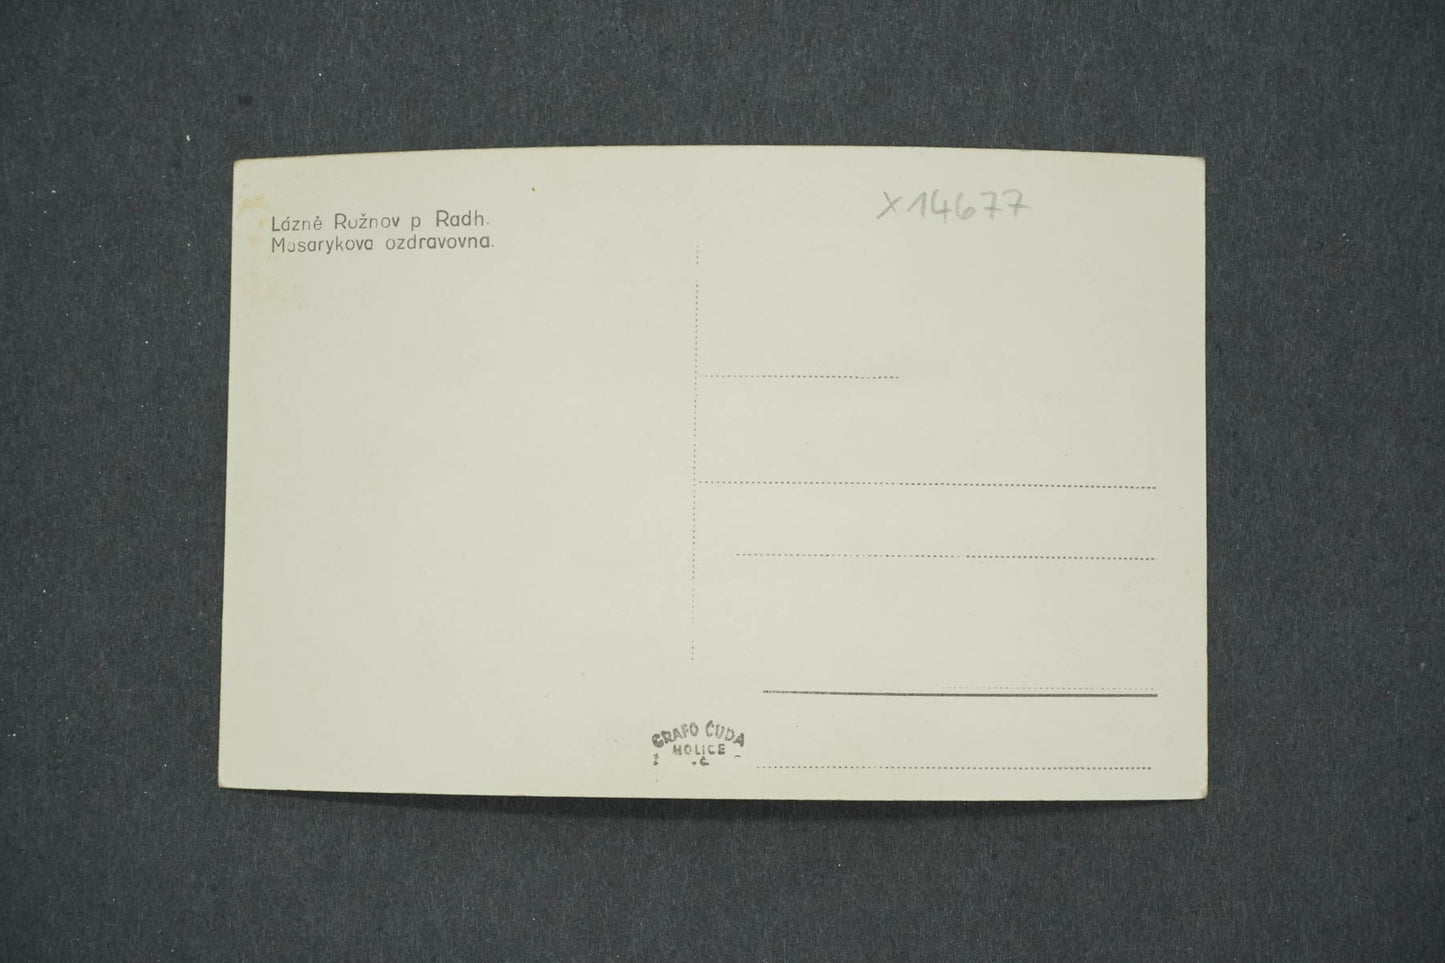 Lázně Rožnov p Radh.
Masarykova ozdravovna.
X14677
GRAFO ČUDA
HOLICE